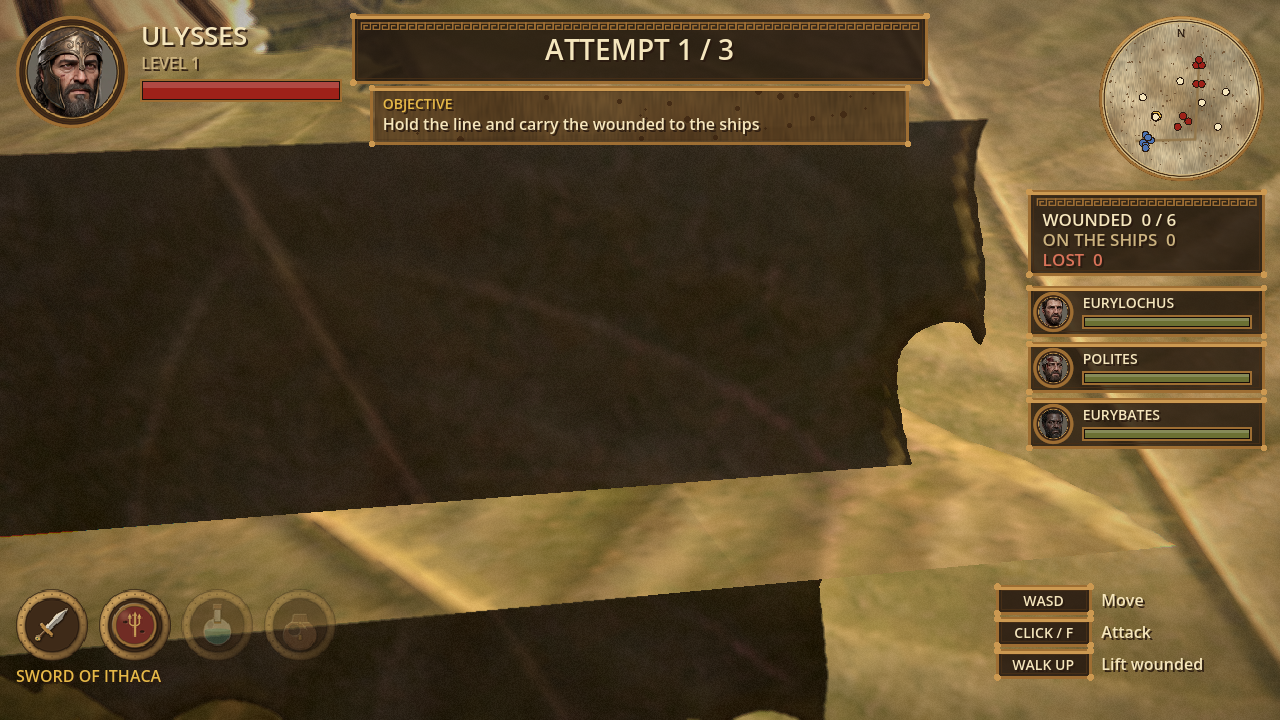 ULYSSES
LEVEL 1
ATTEMPT 1 / 3
OBJECTIVE
Hold the line and carry the wounded to the ships
N
WOUNDED 0 / 6
ON THE SHIPS 0
LOST 0
EURYLOCHUS
POLITES
EURYBATES
WASD Move
CLICK / F Attack
WALK UP Lift wounded
SWORD OF ITHACA